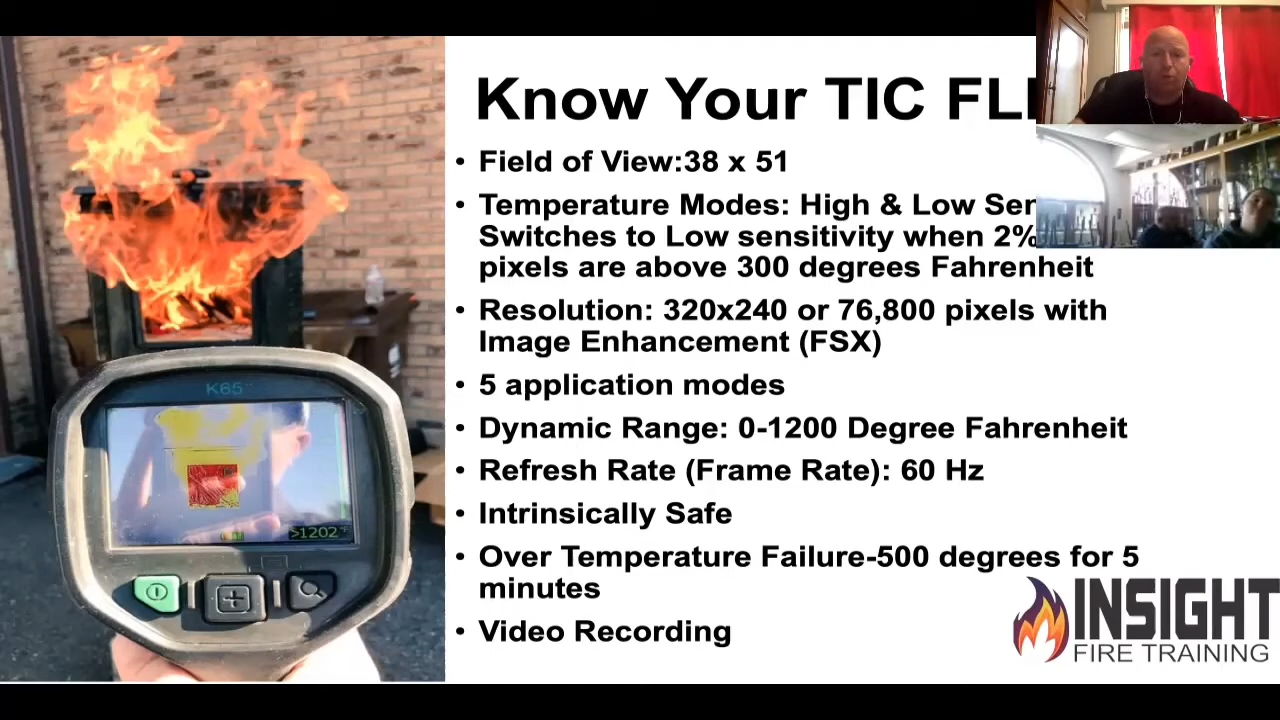 Know Your TIC
• Field of View:38 x 51
• Temperature Modes: High & Low
Switches to Low sensitivity when 2%
pixels are above 300 degrees Fahrenheit
• Resolution: 320x240 or 76,800 pixels with
Image Enhancement (FSX)
• 5 application modes
• Dynamic Range: 0-1200 Degree Fahrenheit
• Refresh Rate (Frame Rate): 60 Hz
• Intrinsically Safe
• Over Temperature Failure-500 degrees for 5
minutes
• Video Recording
K65
>1202
INSIGHT
FIRE TRAINING